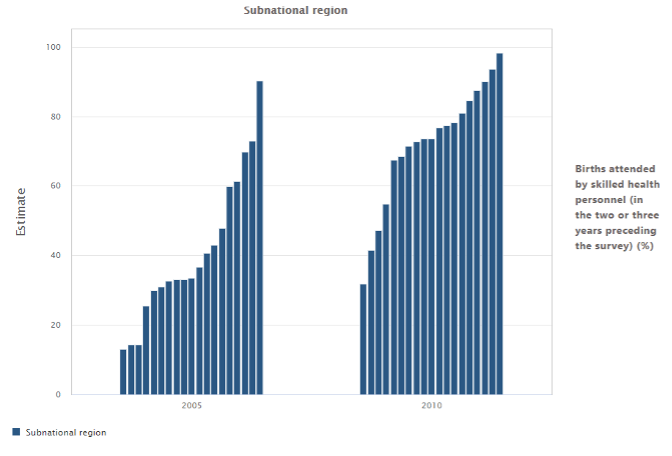 Subnational region
100
80
60
40
20
0
Estimate
2005
2010
Births attended
by skilled health
personnel (in
the two or three
years preceding
the survey) (%)
Subnational region